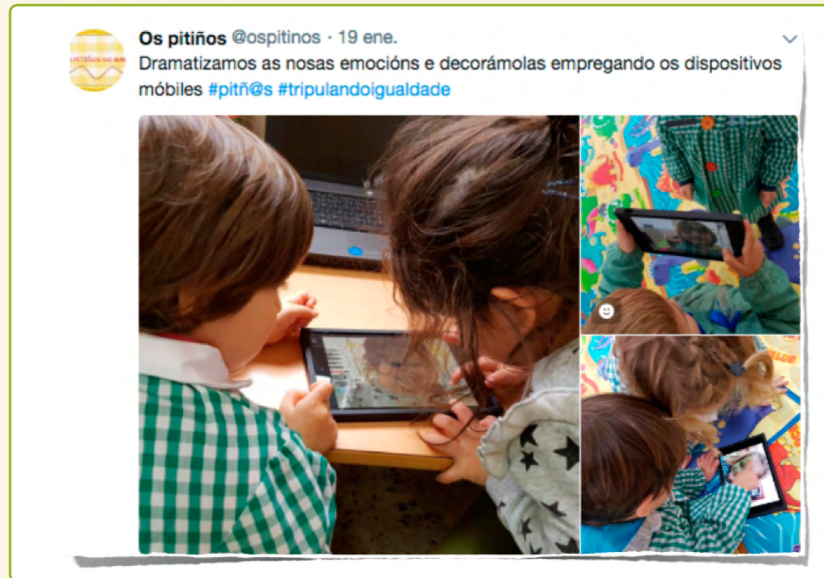 Os pitiños @ospitinos · 19 ene.
Dramatizamos as nosas emocións e decorámolas empregando os dispositivos
móbiles #pitñ@s #tripulandoigualdade